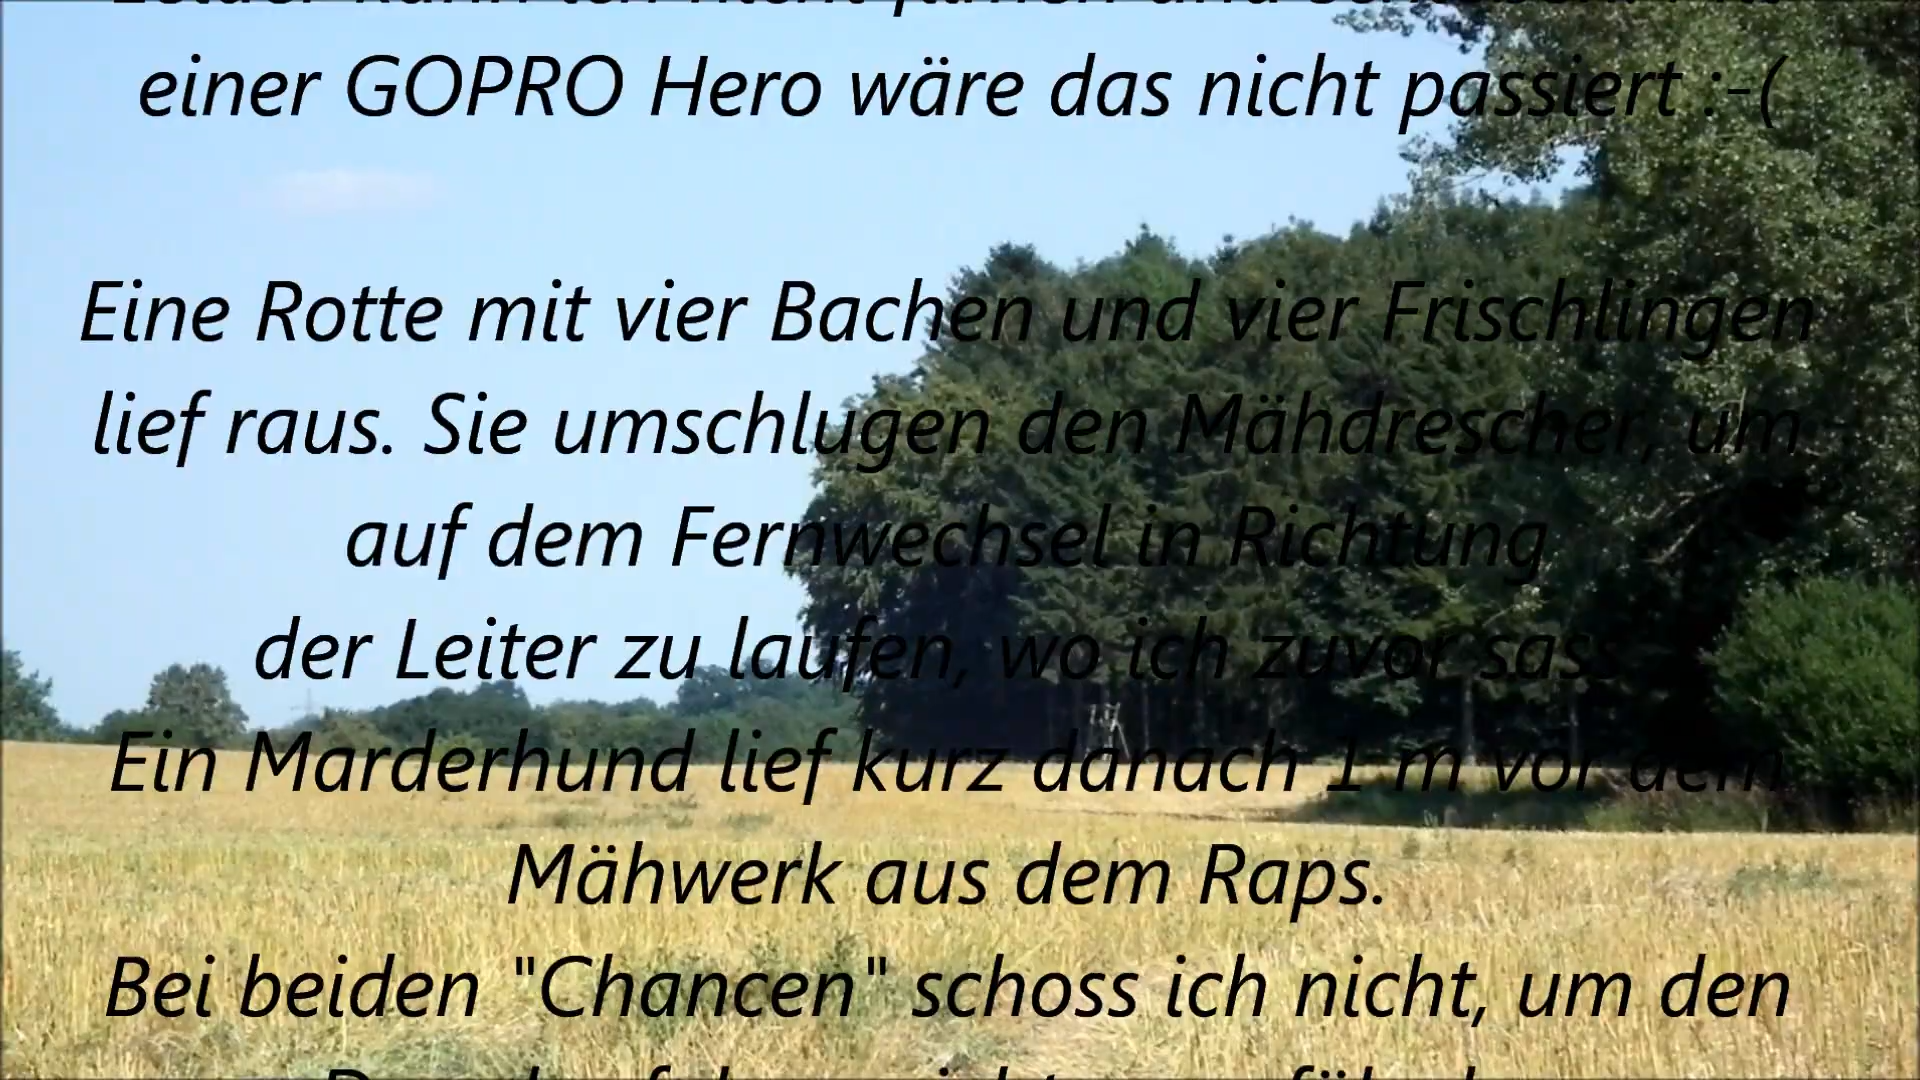 einer GOPRO Hero wäre das nicht passiert :-(
Eine Rotte mit vier Bachen und vier Frischlingen
lief raus. Sie umschlugen den Mähdrescher, um
auf dem Fernwechsel in Richtung
der Leiter zu laufen, wo ich zuvor sass
Ein Marderhund lief kurz danach 1 m vor dem
Mähwerk aus dem Raps.
Bei beiden "Chancen" schoss ich nicht, um den